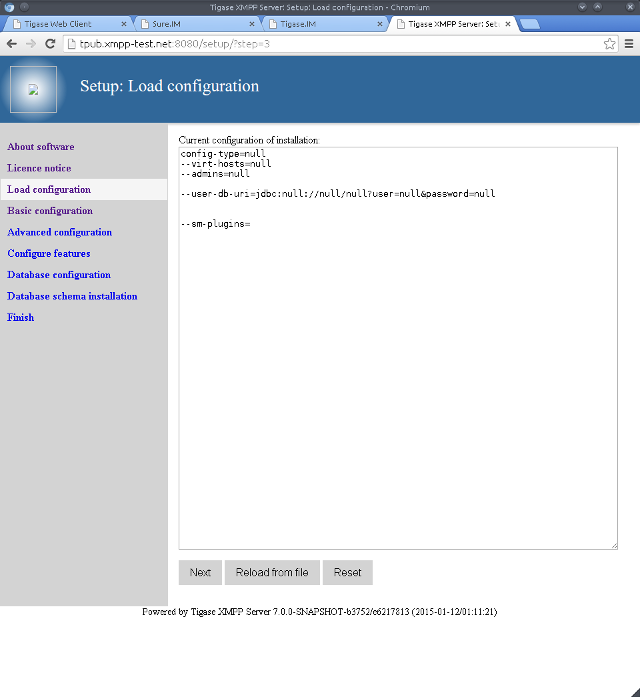 Tigase XMPP Server: Setup: Load configuration - Chromium
Tigase Web Client
Sure.IM
Tigase.IM
Tigase XMPP Server: Set
tpub.xmpp-test.net:8080/setup/?step=3
Setup: Load configuration
About software
Licence notice
Load configuration
Basic configuration
Advanced configuration
Configure features
Database configuration
Database schema installation
Finish
Current configuration of installation:
config-type=null
--virt-hosts=null
--admins=null
--user-db-uri=jdbc:null://null/null?user=null&password=null
--sm-plugins=
Next
Reload from file
Reset
Powered by Tigase XMPP Server 7.0.0-SNAPSHOT-b3752/e6217813 (2015-01-12/01:11:21)